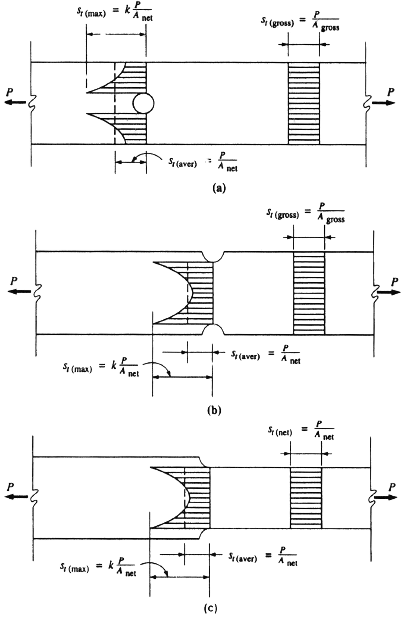 s_t (max) = k P/A_net
s_t (gross) = P/A_gross
P
P
s_t (aver) = P/A_net
(a)
s_t (gross) = P/A_gross
P
P
s_t (aver) = P/A_net
s_t (max) = k P/A_net
(b)
s_t (net) = P/A_net
P
P
s_t (aver) = P/A_net
s_t (max) = k P/A_net
(c)